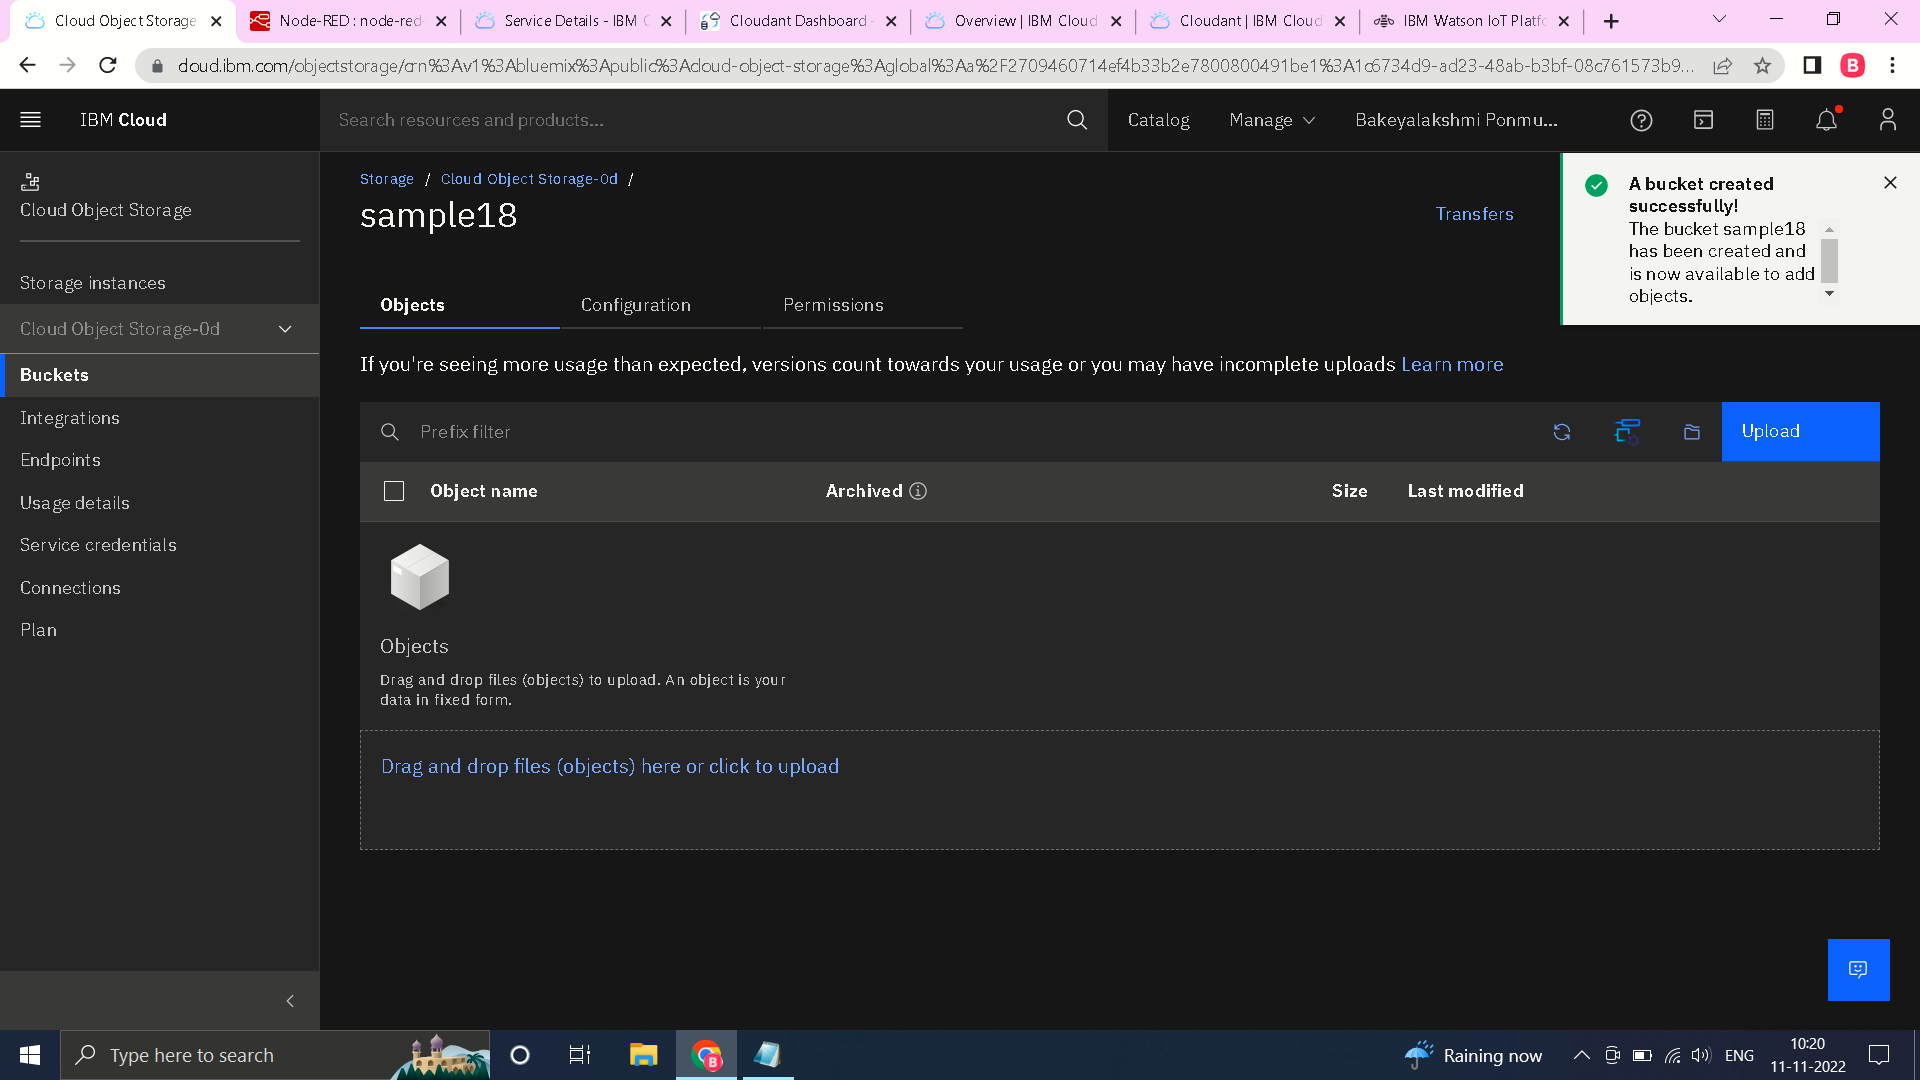 Cloud Object Storage
Node-RED : node-red-
Service Details - IBM C
Cloudant Dashboard -
Overview | IBM Cloud
Cloudant | IBM Cloud
IBM Watson IoT Platfo
cloud.ibm.com/objectstorage/crn%3Av1%3Abluemix%3Apublic%3Acloud-object-storage%3Aglobal%3Aa%2F2709460714ef4b33b2e7800800491be1%3A1c6734d9-ad23-48ab-b3bf-08c761573b9...
B
IBM Cloud
Search resources and products...
Catalog
Manage
Bakeyalakshmi Ponmu...
Cloud Object Storage
Storage instances
Cloud Object Storage-0d
Buckets
Integrations
Endpoints
Usage details
Service credentials
Connections
Plan
Storage / Cloud Object Storage-0d /
sample18
Transfers
A bucket created
successfully!
The bucket sample18
has been created and
is now available to add
objects.
Objects
Configuration
Permissions
If you're seeing more usage than expected, versions count towards your usage or you may have incomplete uploads Learn more
Prefix filter
Upload
Object name
Archived
Size
Last modified
Objects
Drag and drop files (objects) to upload. An object is your
data in fixed form.
Drag and drop files (objects) here or click to upload
Type here to search
B
Raining now
ENG
10:20
11-11-2022